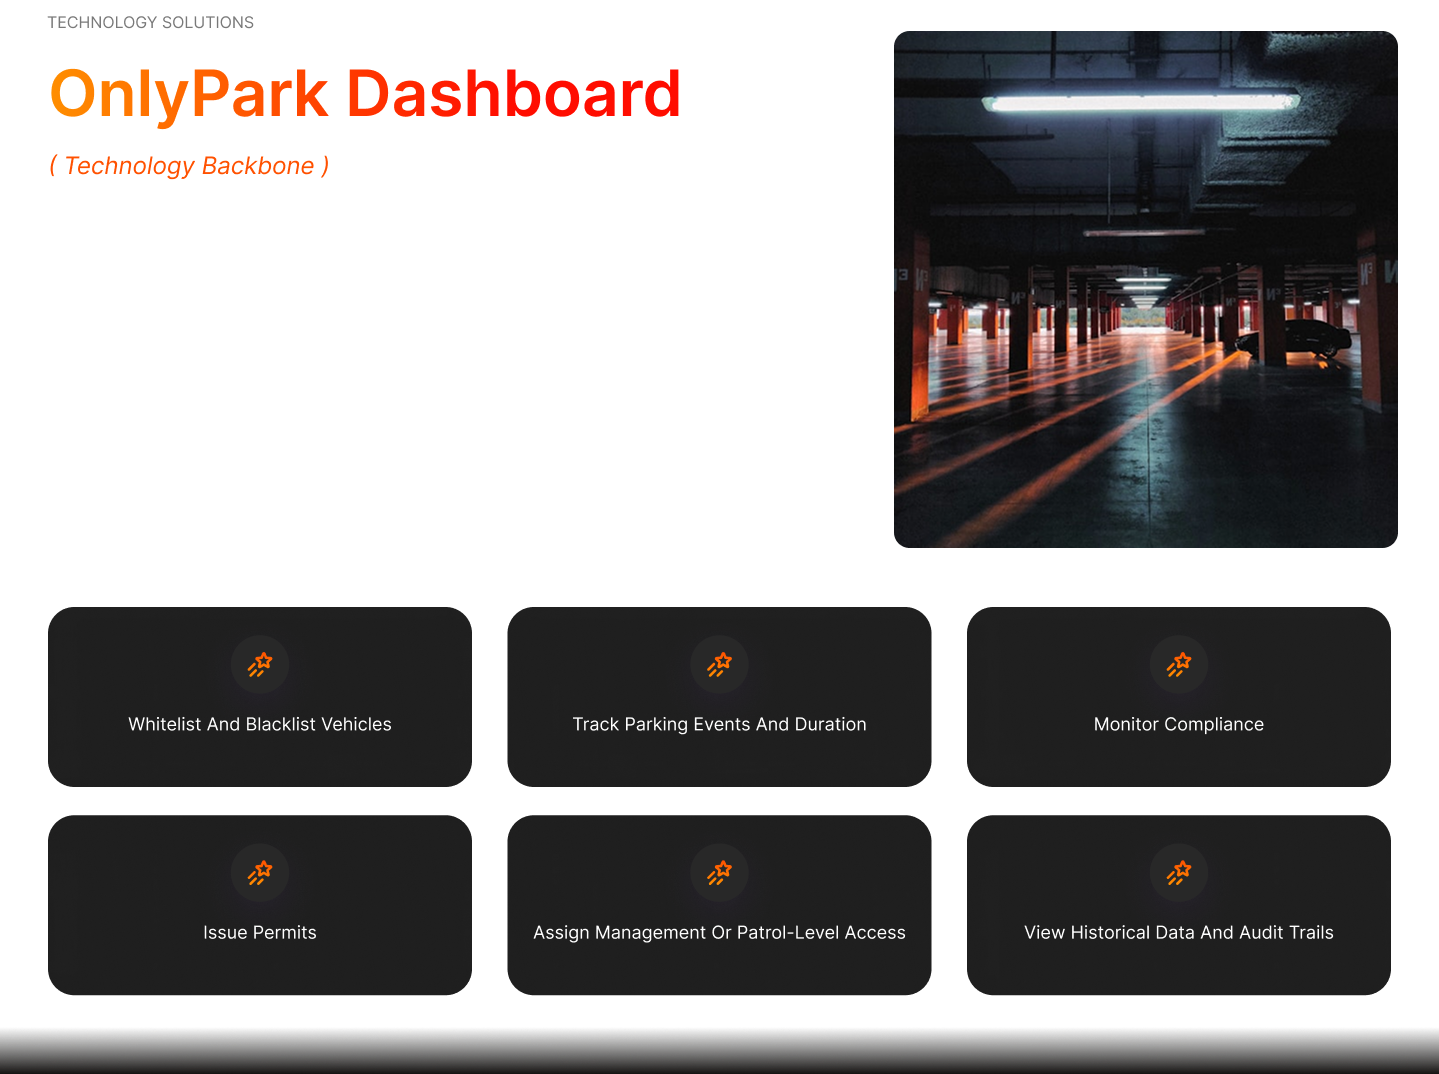 TECHNOLOGY SOLUTIONS
OnlyPark Dashboard
( Technology Backbone )
Whitelist And Blacklist Vehicles
Track Parking Events And Duration
Monitor Compliance
Issue Permits
Assign Management Or Patrol-Level Access
View Historical Data And Audit Trails